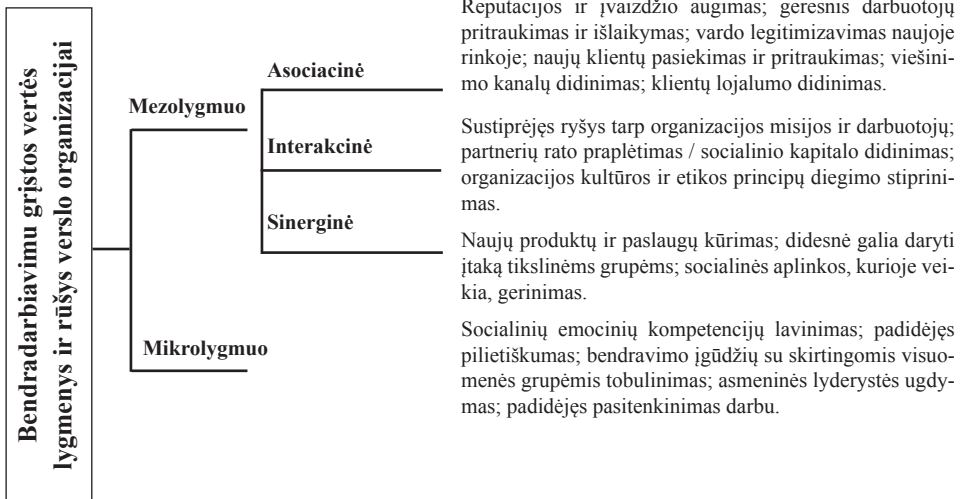 Bendradarbiavimu grįstos vertės
lygmenys ir rūšys verslo organizacijai
Mezolygmuo
Asociacinė
Reputacijos ir įvaizdžio augimas; geresnis darbuotojų
pritraukimas ir išlaikymas; vardo legitimizavimas naujoje
rinkoje; naujų klientų pasiekimas ir pritraukimas; viešini-
mo kanalų didinimas; klientų lojalumo didinimas.
Interakcinė
Sustiprėjęs ryšys tarp organizacijos misijos ir darbuotojų;
partnerių rato praplėtimas / socialinio kapitalo didinimas;
organizacijos kultūros ir etikos principų diegimo stiprini-
mas.
Sinerginė
Naujų produktų ir paslaugų kūrimas; didesnė galia daryti
įtaką tikslinėms grupėms; socialinės aplinkos, kurioje vei-
kia, gerinimas.
Mikrolygmuo
Socialinių emocinių kompetencijų lavinimas; padidėjęs
pilietiškumas; bendravimo įgūdžių su skirtingomis visuo-
menės grupėmis tobulinimas; asmeninės lyderystės ugdy-
mas; padidėjęs pasitenkinimas darbu.